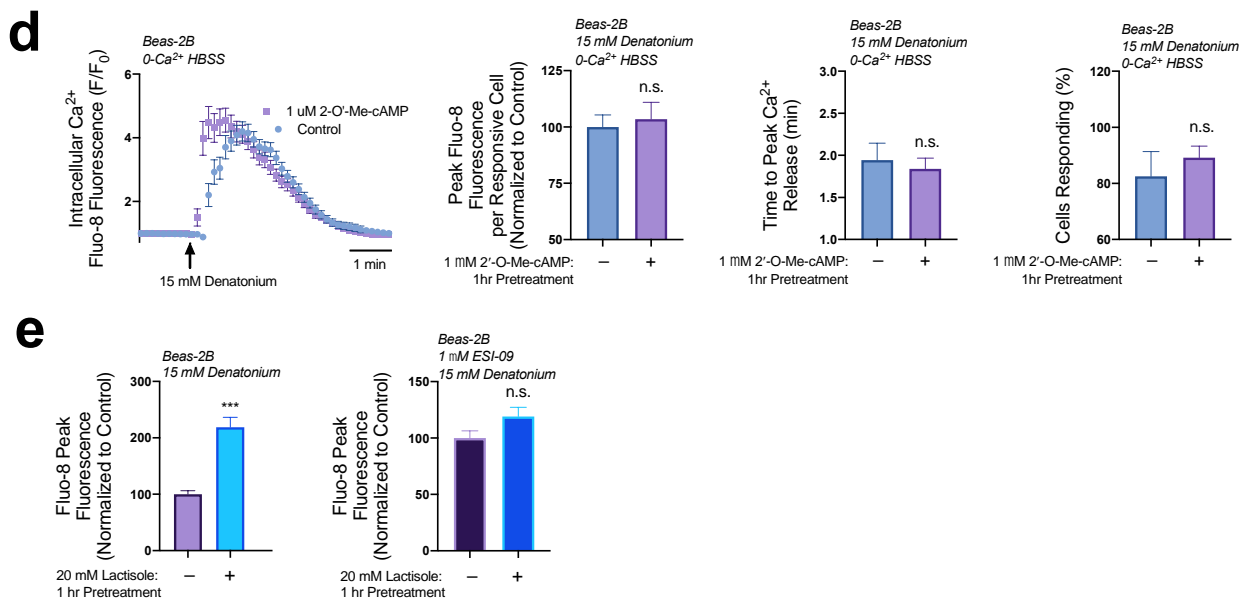 d
Beas-2B
0-Ca²⁺ HBSS
Intracellular Ca²⁺
Fluo-8 Fluorescence (F/F₀)
6
4
2
1 uM 2-O'-Me-cAMP
Control
1 min
15 mM Denatonium
Beas-2B
15 mM Denatonium
0-Ca²⁺ HBSS
Peak Fluo-8
Fluorescence
per Responsive Cell
(Normalized to Control)
125
100
75
50
n.s.
1 mM 2′-O-Me-cAMP: − +
1hr Pretreatment
Beas-2B
15 mM Denatonium
0-Ca²⁺ HBSS
Time to Peak Ca²⁺
Release (min)
3.0
2.5
2.0
1.5
1.0
n.s.
1 mM 2′-O-Me-cAMP: − +
1hr Pretreatment
Beas-2B
15 mM Denatonium
0-Ca²⁺ HBSS
Cells Responding (%)
120
100
80
60
n.s.
1 mM 2′-O-Me-cAMP: − +
1hr Pretreatment
e
Beas-2B
15 mM Denatonium
Fluo-8 Peak
Fluorescence
(Normalized to Control)
300
200
100
0
***
20 mM Lactisole: − +
1 hr Pretreatment
Beas-2B
1 mM ESI-09
15 mM Denatonium
Fluo-8 Peak
Fluorescence
(Normalized to Control)
150
100
50
0
n.s.
20 mM Lactisole: − +
1 hr Pretreatment